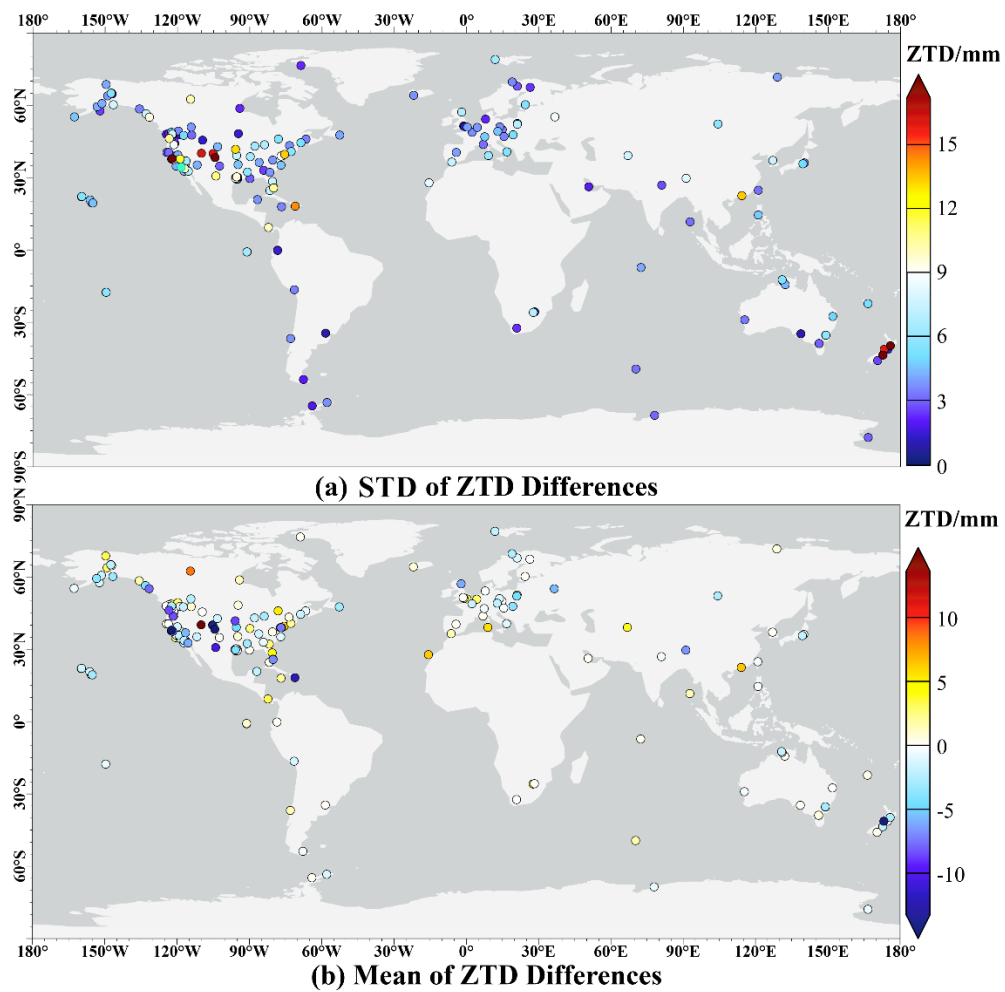 180° 150°W 120°W 90°W 60°W 30°W 0° 30°E 60°E 90°E 120°E 150°E 180°
ZTD/mm
60°N
30°N
0°
30°S
60°S
90°S
15
12
9
6
3
0
(a) STD of ZTD Differences
90°N
60°N
30°N
0°
30°S
60°S
ZTD/mm
10
5
0
-5
-10
180° 150°W 120°W 90°W 60°W 30°W 0° 30°E 60°E 90°E 120°E 150°E 180°
(b) Mean of ZTD Differences